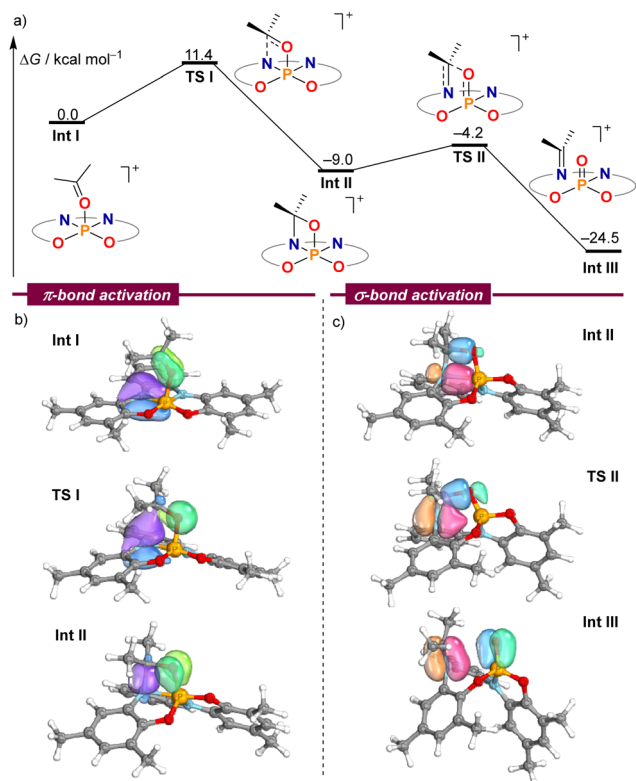 a)
ΔG / kcal mol⁻¹
0.0
Int I
11.4
TS I
–9.0
Int II
–4.2
TS II
–24.5
Int III
]+
O
N
N
P
O
O
]+
O
N
N
P
O
O
]+
O
N
N
P
O
O
]+
O
N
N
P
O
O
]+
O
N
P
N
O
O
π-bond activation
σ-bond activation
b)
Int I
TS I
Int II
c)
Int II
TS II
Int III